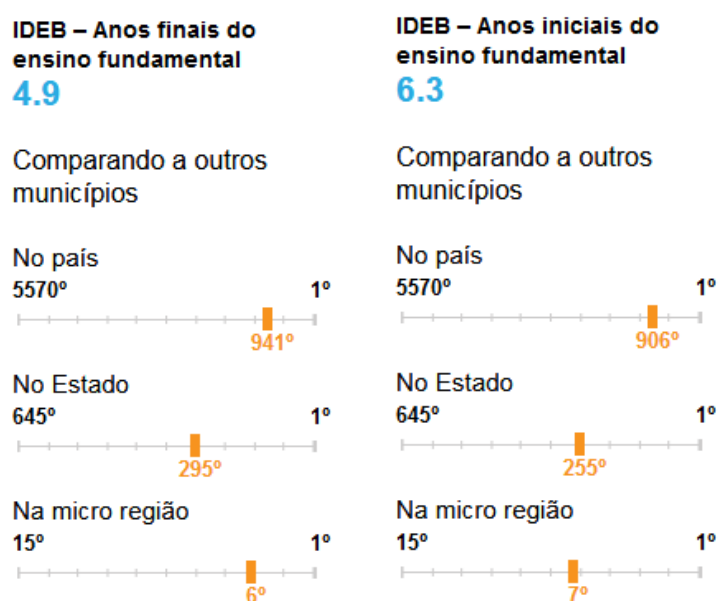 IDEB – Anos finais do
ensino fundamental
4.9
Comparando a outros
municípios
No país
5570º 1º
941º
No Estado
645º 1º
295º
Na micro região
15º 1º
6º
IDEB – Anos iniciais do
ensino fundamental
6.3
Comparando a outros
municípios
No país
5570º 1º
906º
No Estado
645º 1º
255º
Na micro região
15º 1º
7º